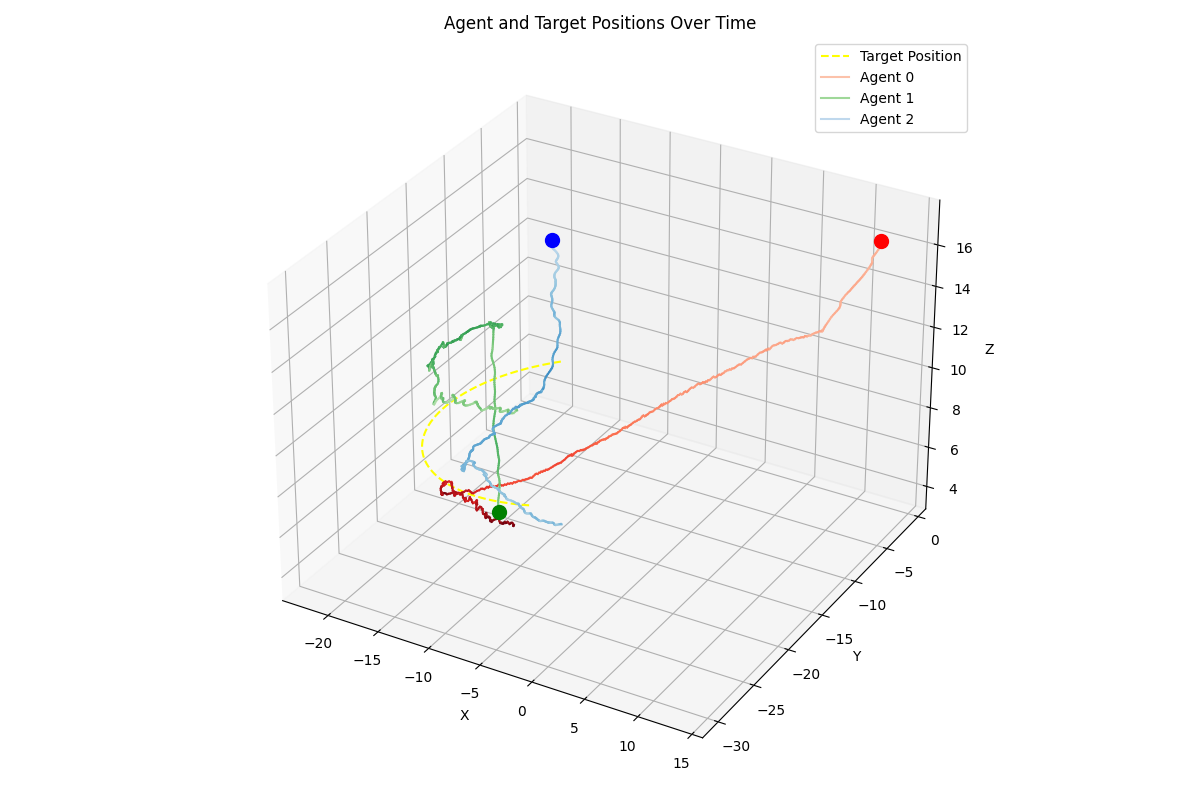 Agent and Target Positions Over Time
Target Position
Agent 0
Agent 1
Agent 2
16
14
12
10
8
6
4
Z
0
−5
−10
−15
−20
−25
−30
Y
−20
−15
−10
−5
0
5
10
15
X